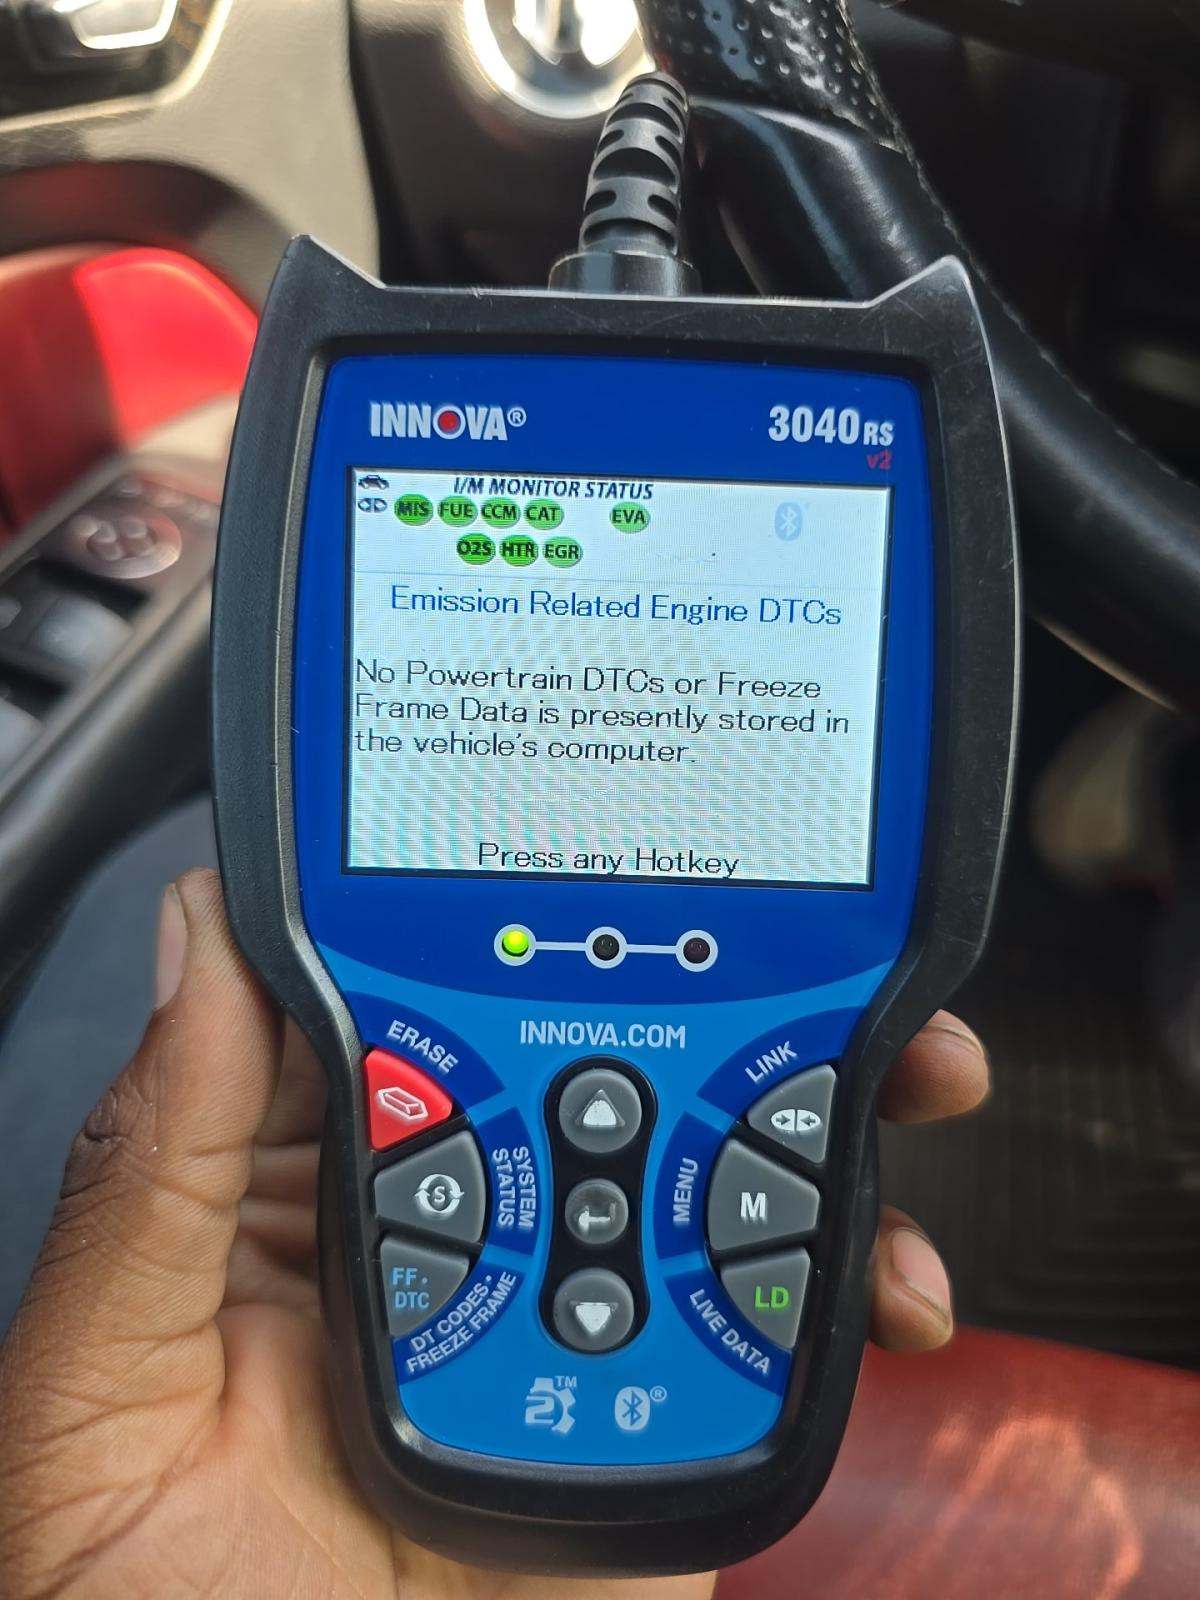 INNOVA®
3040RS
v2
I/M MONITOR STATUS
MIS FUE CCM CAT EVA
O2S HTR EGR
Emission Related Engine DTCs
No Powertrain DTCs or Freeze
Frame Data is presently stored in
the vehicle's computer.
Press any Hotkey
INNOVA.COM
ERASE
LINK
S
SYSTEM
STATUS
MENU
M
FF.
DTC
DT CODES•
FREEZE FRAME
LIVE DATA
LD
2 TM
®